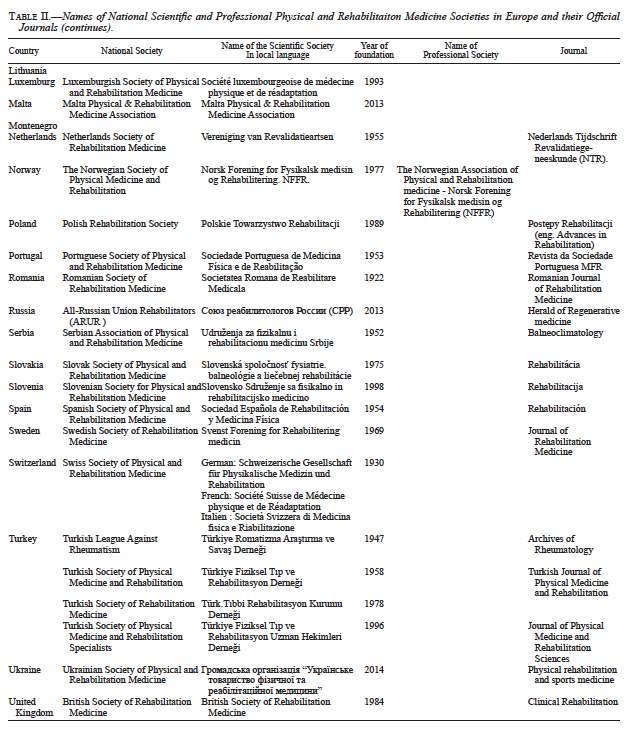 TABLE II.—Names of National Scientific and Professional Physical and Rehabilitaiton Medicine Societies in Europe and their Official
Journals (continues).
Country National Society Name of the Scientific Society In local language Year of foundation Name of Professional Society Journal
Lithuania
Luxemburg Luxemburgish Society of Physical Société luxembourgeoise de médecine 1993
and Rehabilitation Medicine physique et de réadaptation
Malta Malta Physical & Rehabilitation Malta Physical & Rehabilitation 2013
Medicine Association Medicine Association
Montenegro
Netherlands Netherlands Society of Vereniging van Revalidatieartsen 1955 Nederlands Tijdschrift
Rehabilitation Medicine Revalidatiege-
neeskunde (NTR).
Norway The Norwegian Society of Norsk Forening for Fysikalsk medisin 1977 The Norwegian Association of
Physical Medicine and og Rehabilitering. NFFR. Physical and Rehabilitation
Rehabilitation medicine - Norsk Forening
for Fysikalsk medisin og
Rehabilitering (NFFR)
Poland Polish Rehabilitation Society Polskie Towarzystwo Rehabilitacji 1989 Postępy Rehabilitacji
(eng. Advances in
Rehabilitation)
Portugal Portuguese Society of Physical Sociedade Portuguesa de Medicina 1953 Revista da Sociedade
and Rehabilitation Medicine Física e de Reabilitação Portuguesa MFR
Romania Romanian Society of Societatea Romana de Reabilitare 1922 Romanian Journal
Rehabilitation Medicine Medicala of Rehabilitation
Medicine
Russia All-Russian Union Rehabilitators Союз реабилитологов России (СРР) 2013 Herald of Regenerative
(ARUR ) medicine
Serbia Serbian Association of Physical Udruženja za fizikalnu i 1952 Balneoclimatology
and Rehabilitation Medicine rehabilitacionu medicinu Srbije
Slovakia Slovak Society of Physical and Slovenská spoločnosť fysiatrie. 1975 Rehabilitácia
Rehabilitation Medicine balneológie a liečebnej rehabilitácie
Slovenia Slovenian Society for Physical and Slovensko Sdruženje sa fisikalno in 1998 Rehabilitacija
Rehabilitation Medicine rehabilitacijsko medicino
Spain Spanish Society of Physical and Sociedad Española de Rehabilitación 1954 Rehabilitación
Rehabilitation Medicine y Medicina Física
Sweden Swedish Society of Rehabilitation Svenst Forening for Rehabilitering 1969 Journal of
Medicine medicin Rehabilitation
Medicine
Switzerland Swiss Society of Physical and German: Schweizerische Gesellschaft 1930
Rehabilitation Medicine für Physikalische Medizin und
Rehabilitation
French: Société Suisse de Médecine
physique et de Réadaptation
Italien : Società Svizzera di Medicina
fisica e Riabilitazione
Turkey Turkish League Against Türkiye Romatizma Araştırma ve 1947 Archives of
Rheumatism Savaş Derneği Rheumatology
Turkish Society of Physical Türkiye Fiziksel Tıp ve 1958 Turkish Journal of
Medicine and Rehabilitation Rehabilitasyon Derneği Physical Medicine
and Rehabilitation
Turkish Society of Rehabilitation Türk.Tıbbi Rehabilitasyon Kurumu 1978
Medicine Derneği
Turkish Society of Physical Türkiye Fiziksel Tıp ve 1996 Journal of Physical
Medicine and Rehabilitation Rehabilitasyon Uzman Hekimleri Medicine and
Specialists Derneği Rehabilitation
Sciences
Ukraine Ukrainian Society of Physical and Громадська організація “Українське 2014 Physical rehabilitation
Rehabilitation Medicine товариство фізичної та and sports medicine
реабілітаційної медицини”
United British Society of Rehabilitation British Society of Rehabilitation 1984 Clinical Rehabilitation
Kingdom Medicine Medicine